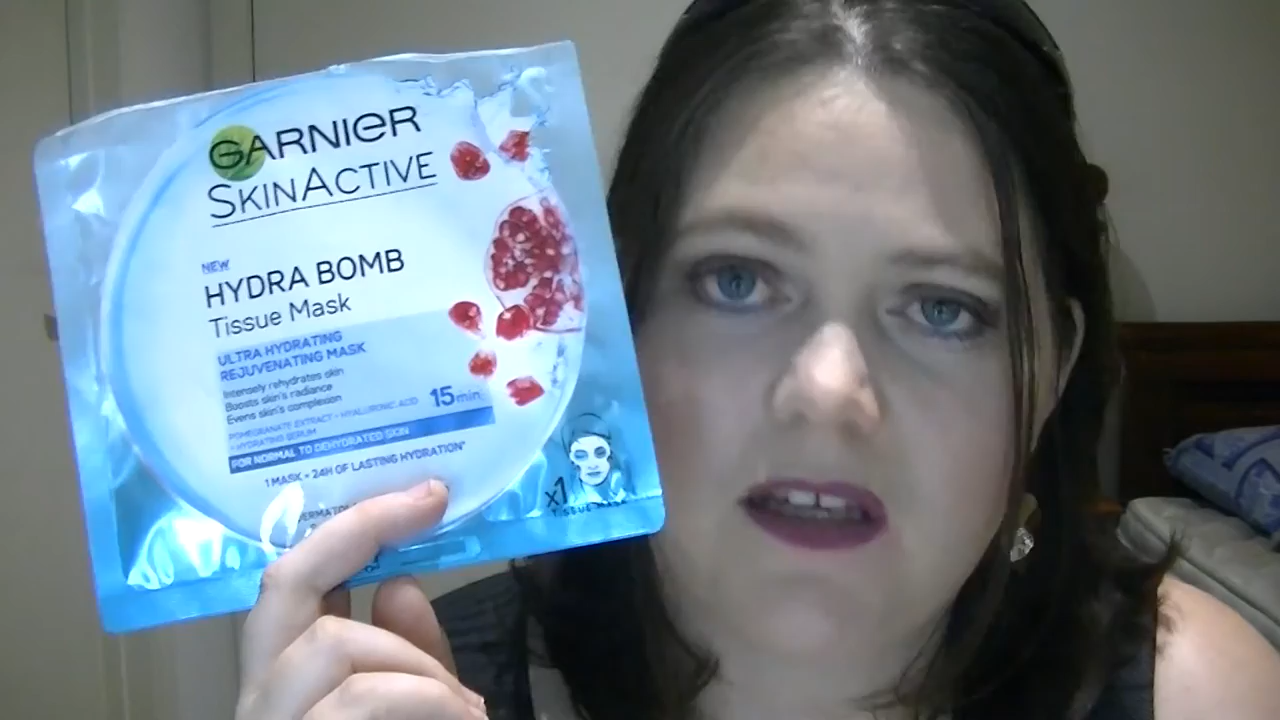 GARNIER
SKINACTIVE
NEW
HYDRA BOMB
Tissue Mask
ULTRA HYDRATING
REJUVENATING MASK
Intensely rehydrates skin
Boosts skin's radiance
Evens skin's complexion
15 min
POMEGRANATE EXTRACT + HYALURONIC ACID
+ HYDRATING SERUM
FOR NORMAL TO DEHYDRATED SKIN
1 MASK = 24H OF LASTING HYDRATION*
x1
TISSUE MASK